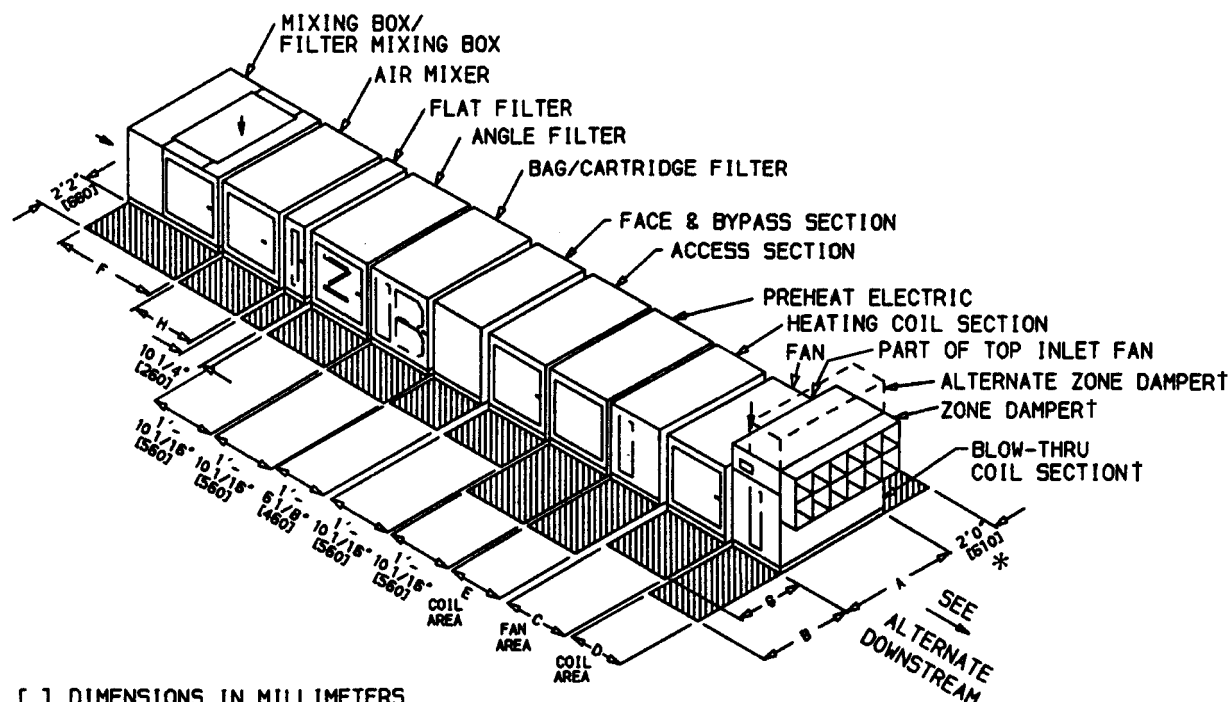 MIXING BOX/
FILTER MIXING BOX
AIR MIXER
FLAT FILTER
ANGLE FILTER
BAG/CARTRIDGE FILTER
FACE & BYPASS SECTION
ACCESS SECTION
PREHEAT ELECTRIC
HEATING COIL SECTION
FAN
PART OF TOP INLET FAN
ALTERNATE ZONE DAMPER†
ZONE DAMPER†
BLOW-THRU
COIL SECTION†
2'2"
[660]
F
H
10 1/4"
[260]
1'-
10 1/16"
[560]
1'-
10 1/16"
[560]
1'-
6 1/8"
[460]
1'-
10 1/16"
[560]
1'-
10 1/16"
[560]
E
COIL
AREA
C
FAN
AREA
D
COIL
AREA
G
B
A
2'0"
[610]
*
SEE
ALTERNATE
DOWNSTREAM
[ ] DIMENSIONS IN MILLIMETERS